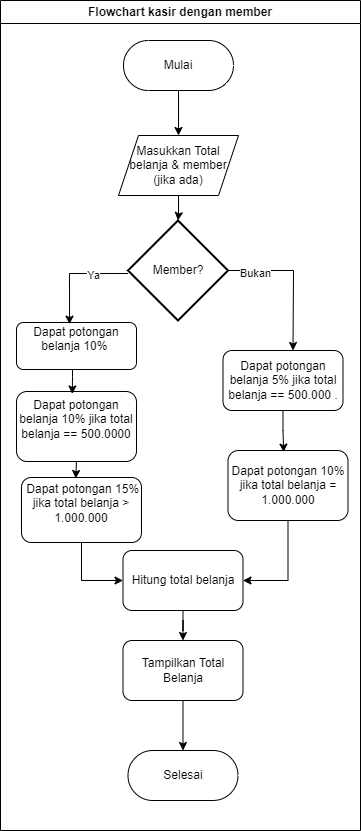 Flowchart kasir dengan member
Mulai
Masukkan Total
belanja & member
(jika ada)
Member?
Ya
Bukan
Dapat potongan
belanja 10%
Dapat potongan
belanja 10% jika total
belanja == 500.0000
Dapat potongan 15%
jika total belanja >
1.000.000
Dapat potongan
belanja 5% jika total
belanja == 500.000 .
Dapat potongan 10%
jika total belanja =
1.000.000
Hitung total belanja
Tampilkan Total
Belanja
Selesai